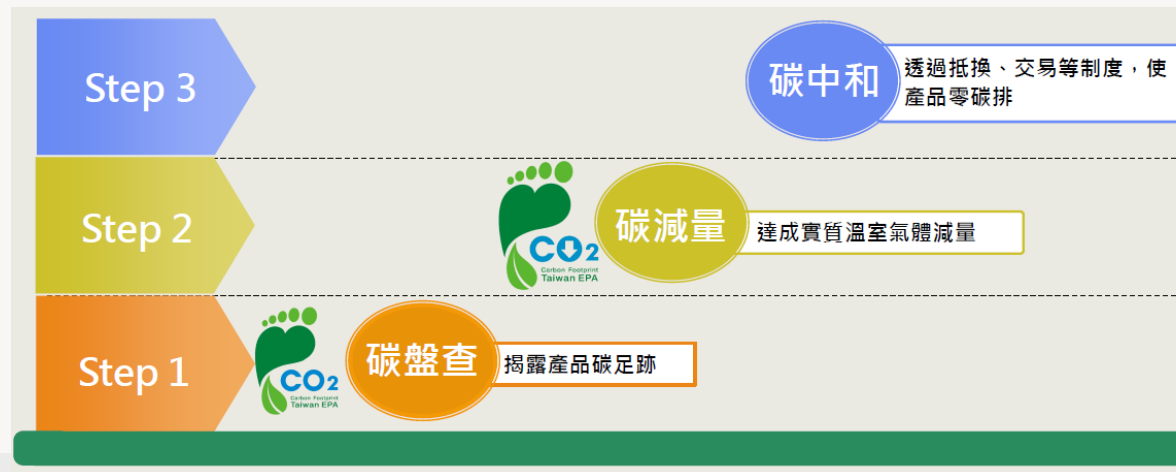 Step 3
碳中和
透過抵換、交易等制度，使
產品零碳排
Step 2
CO2
Carbon Footprint
Taiwan EPA
碳減量
達成實質溫室氣體減量
Step 1
CO2
Carbon Footprint
Taiwan EPA
碳盤查
揭露產品碳足跡